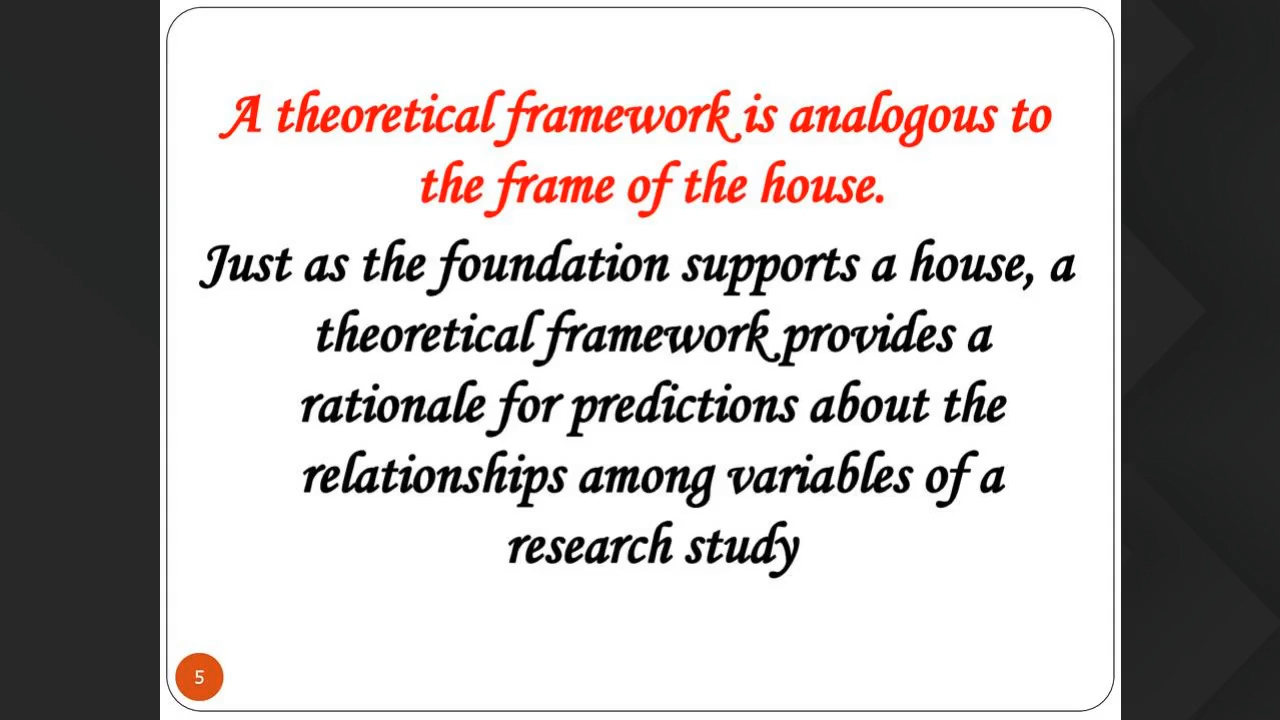 A theoretical framework is analogous to
the frame of the house.
Just as the foundation supports a house, a
theoretical framework provides a
rationale for predictions about the
relationships among variables of a
research study
5